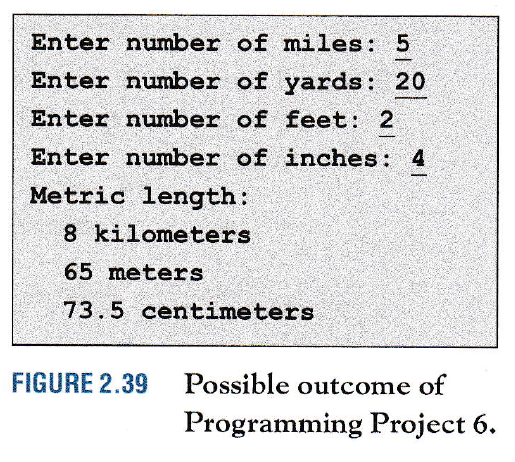 Enter number of miles: 5
Enter number of yards: 20
Enter number of feet: 2
Enter number of inches: 4
Metric length:
8 kilometers
65 meters
73.5 centimeters
FIGURE 2.39 Possible outcome of
Programming Project 6.